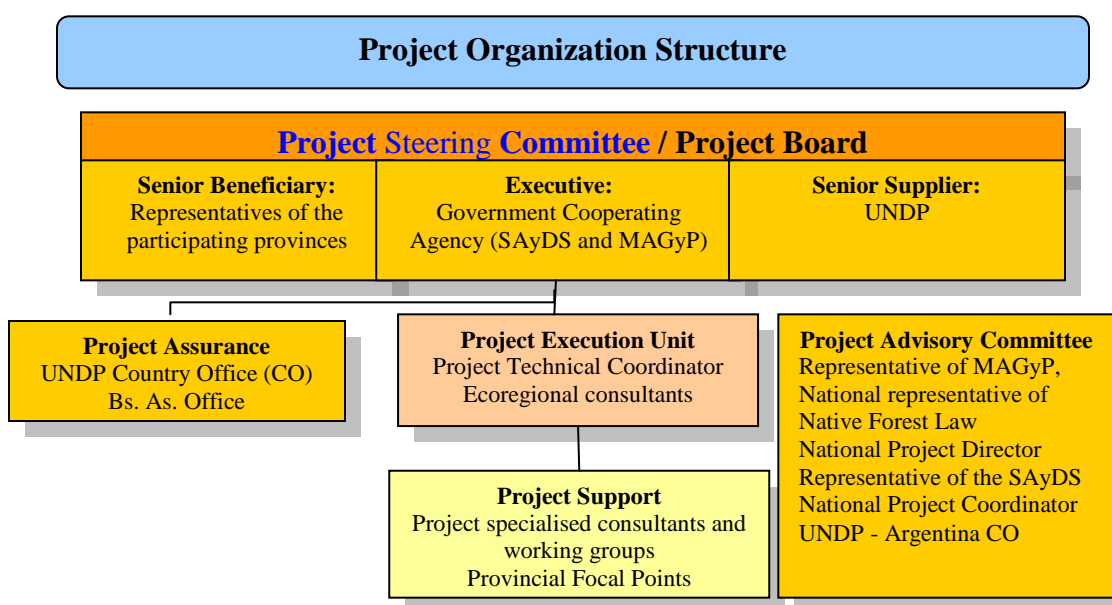 Project Organization Structure
Project Steering Committee / Project Board
Senior Beneficiary:
Representatives of the
participating provinces
Executive:
Government Cooperating
Agency (SAyDS and MAGyP)
Senior Supplier:
UNDP
Project Assurance
UNDP Country Office (CO)
Bs. As. Office
Project Execution Unit
Project Technical Coordinator
Ecoregional consultants
Project Advisory Committee
Representative of MAGyP,
National representative of
Native Forest Law
National Project Director
Representative of the SAyDS
National Project Coordinator
UNDP - Argentina CO
Project Support
Project specialised consultants and
working groups
Provincial Focal Points